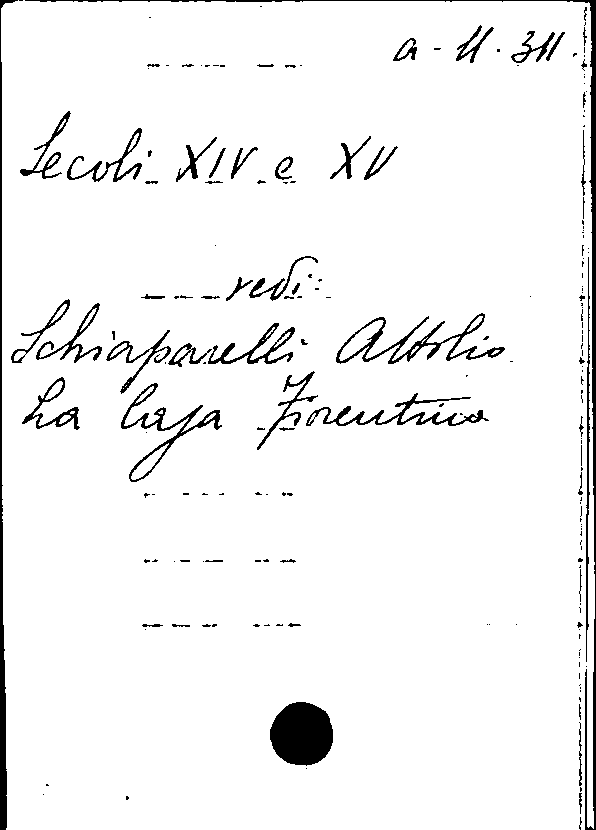 a-11.311.
Secoli XIV e XV
vedi:
Schiaparelli Attilio
La Casa Fiorentina